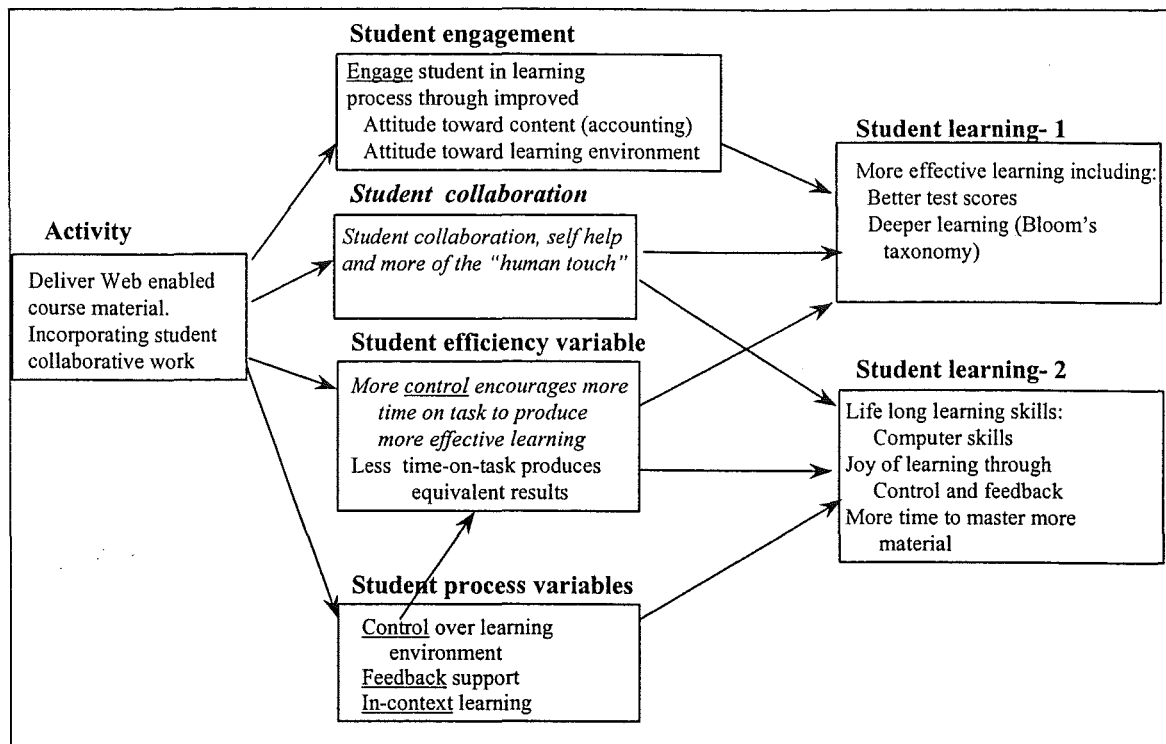 Student engagement
Engage student in learning
process through improved
Attitude toward content (accounting)
Attitude toward learning environment
Student collaboration
Student collaboration, self help
and more of the “human touch”
Activity
Deliver Web enabled
course material.
Incorporating student
collaborative work
Student efficiency variable
More control encourages more
time on task to produce
more effective learning
Less time-on-task produces
equivalent results
Student process variables
Control over learning
environment
Feedback support
In-context learning
Student learning- 1
More effective learning including:
Better test scores
Deeper learning (Bloom’s
taxonomy)
Student learning- 2
Life long learning skills:
Computer skills
Joy of learning through
Control and feedback
More time to master more
material